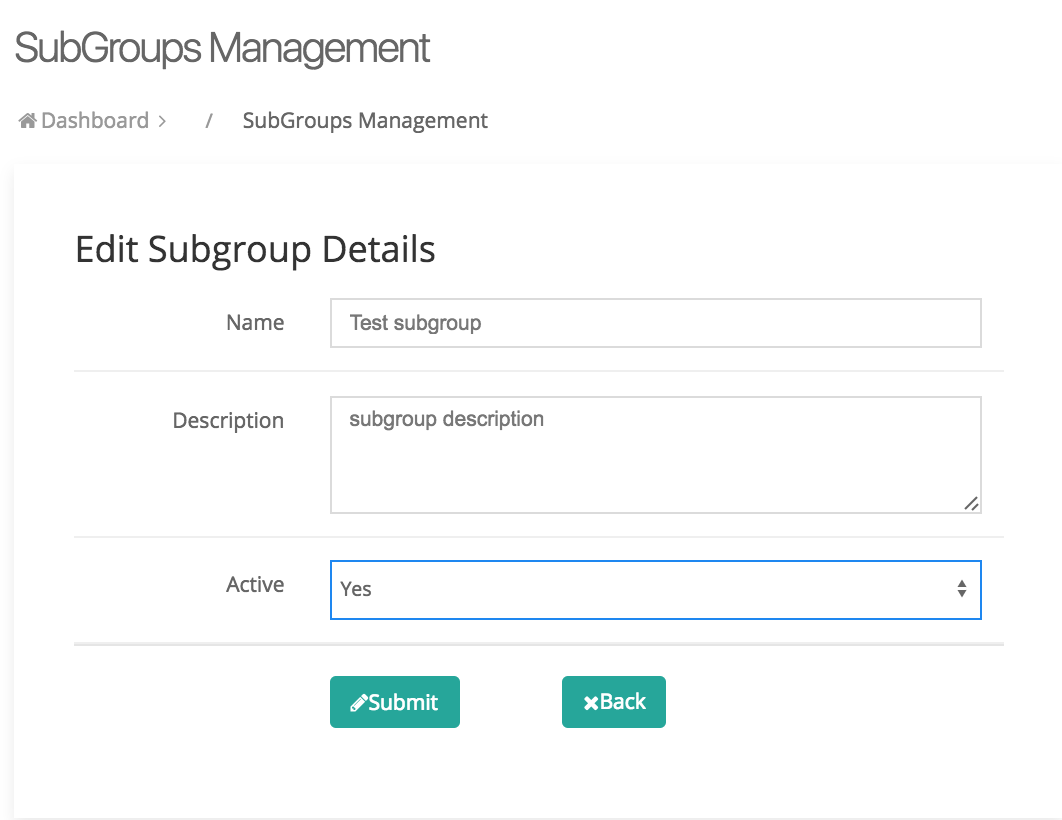 SubGroups Management
Dashboard > / SubGroups Management
Edit Subgroup Details
Name Test subgroup
Description subgroup description
Active Yes
Submit Back